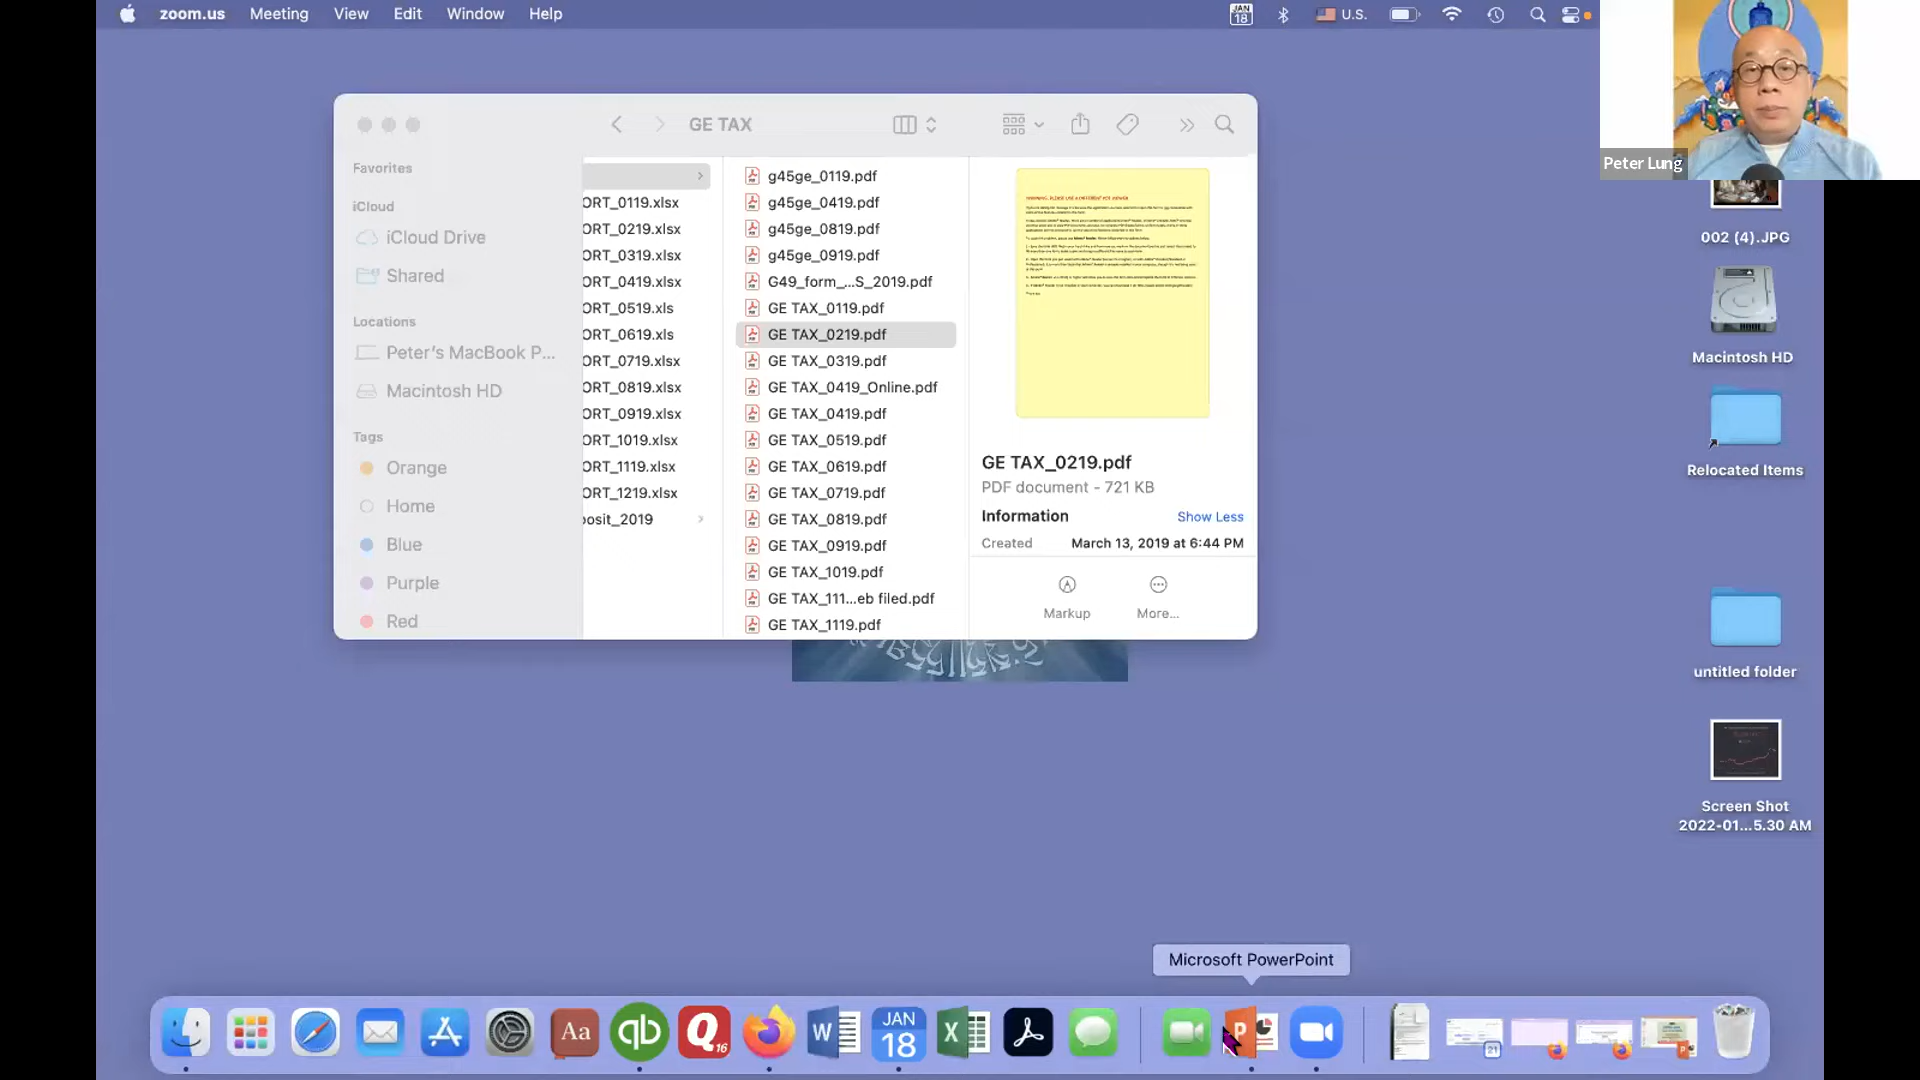 zoom.us Meeting View Edit Window Help
JAN 18 U.S.
Peter Lung
GE TAX
Favorites
iCloud
iCloud Drive
Shared
Locations
Peter's MacBook P...
Macintosh HD
Tags
Orange
Home
Blue
Purple
Red
ORT_0119.xlsx
ORT_0219.xlsx
ORT_0319.xlsx
ORT_0419.xlsx
ORT_0519.xls
ORT_0619.xls
ORT_0719.xlsx
ORT_0819.xlsx
ORT_0919.xlsx
ORT_1019.xlsx
ORT_1119.xlsx
ORT_1219.xlsx
osit_2019
g45ge_0119.pdf
g45ge_0419.pdf
g45ge_0819.pdf
g45ge_0919.pdf
G49_form_...S_2019.pdf
GE TAX_0119.pdf
GE TAX_0219.pdf
GE TAX_0319.pdf
GE TAX_0419_Online.pdf
GE TAX_0419.pdf
GE TAX_0519.pdf
GE TAX_0619.pdf
GE TAX_0719.pdf
GE TAX_0819.pdf
GE TAX_0919.pdf
GE TAX_1019.pdf
GE TAX_111...eb filed.pdf
GE TAX_1119.pdf
GE TAX_0219.pdf
PDF document - 721 KB
Information Show Less
Created March 13, 2019 at 6:44 PM
Markup More...
002 (4).JPG
Macintosh HD
Relocated Items
untitled folder
Screen Shot
2022-01...5.30 AM
Microsoft PowerPoint
Aa qb Q 16 W JAN 18 X P
21